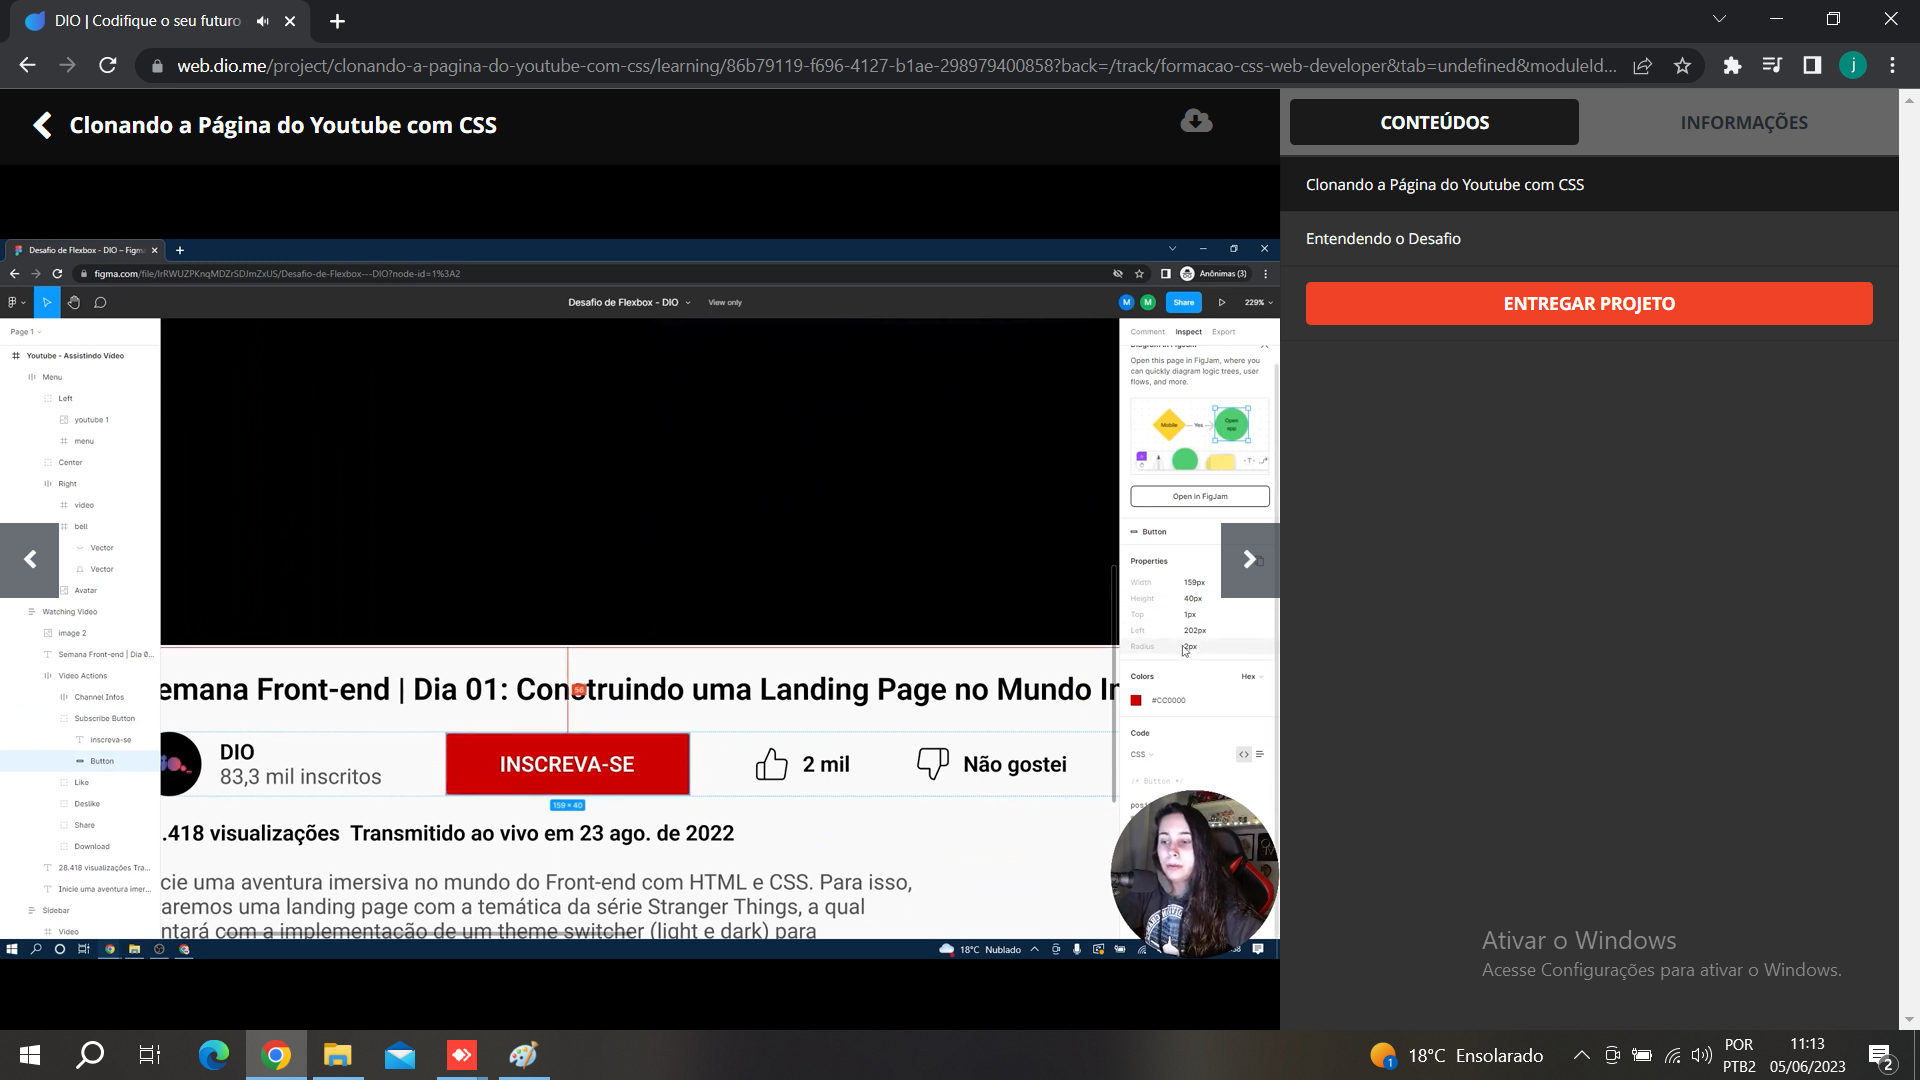 DIO | Codifique o seu futuro
web.dio.me/project/clonando-a-pagina-do-youtube-com-css/learning/86b79119-f696-4127-b1ae-298979400858?back=/track/formacao-css-web-developer&tab=undefined&moduleId...
j
Clonando a Página do Youtube com CSS
CONTEÚDOS
INFORMAÇÕES
Clonando a Página do Youtube com CSS
Entendendo o Desafio
ENTREGAR PROJETO
Desafio de Flexbox - DIO – Figm
figma.com/file/IrRWUZPKnqMDZrSDJmZxUS/Desafio-de-Flexbox---DIO?node-id=1%3A2
Anônimas (3)
Desafio de Flexbox - DIO
View only
M
M
Share
229%
Page 1
Youtube - Assistindo Vídeo
Menu
Left
youtube 1
menu
Center
Right
video
bell
Vector
Vector
Avatar
Watching Video
image 2
Semana Front-end | Dia 0...
Video Actions
Channel Infos
Subscribe Button
inscreva-se
Button
Like
Deslike
Share
Download
28.418 visualizações Tra...
Inicie uma aventura imer...
Sidebar
Video
emana Front-end | Dia 01: Construindo uma Landing Page no Mundo In
56
DIO
83,3 mil inscritos
INSCREVA-SE
2 mil
Não gostei
159 × 40
.418 visualizações Transmitido ao vivo em 23 ago. de 2022
cie uma aventura imersiva no mundo do Front-end com HTML e CSS. Para isso,
aremos uma landing page com a temática da série Stranger Things, a qual
ntará com a implementação de um theme switcher (light e dark) para
Comment
Inspect
Export
Diagram in FigJam
Open this page in FigJam, where you
can quickly diagram logic trees, user
flows, and more.
Mobile
Yes
Open
app
Open in FigJam
Button
Properties
Width 159px
Height 40px
Top 1px
Left 202px
Radius 2px
Colors
Hex
#CC0000
Code
CSS
/* Button */
posi
18°C Nublado
Ativar o Windows
Acesse Configurações para ativar o Windows.
1
18°C Ensolarado
POR
PTB2
11:13
05/06/2023
2